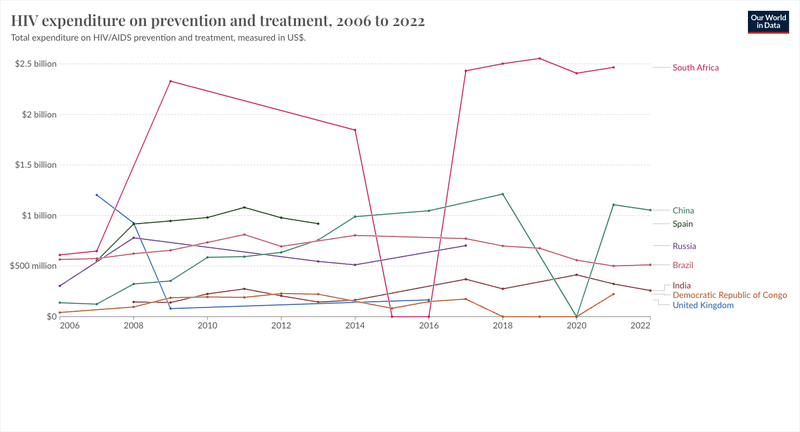 HIV expenditure on prevention and treatment, 2006 to 2022
Our World
in Data
Total expenditure on HIV/AIDS prevention and treatment, measured in US$.
$2.5 billion
South Africa
$2 billion
$1.5 billion
$1 billion
China
Spain
Russia
$500 million
Brazil
India
Democratic Republic of Congo
United Kingdom
$0
2006
2008
2010
2012
2014
2016
2018
2020
2022